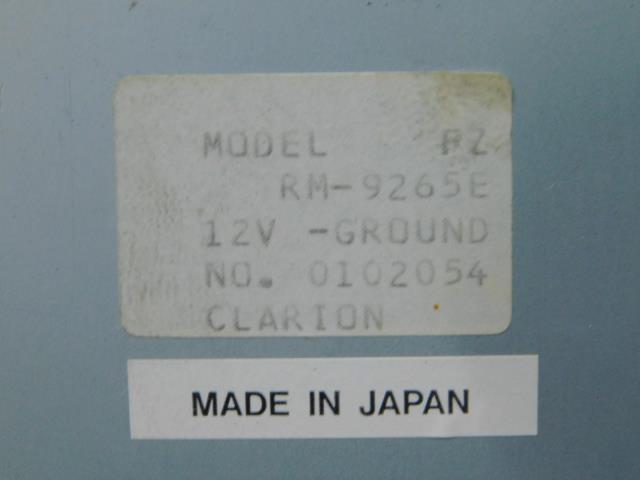 MODEL PZ
RM-9265E
12V -GROUND
NO. 0102054
CLARION
MADE IN JAPAN